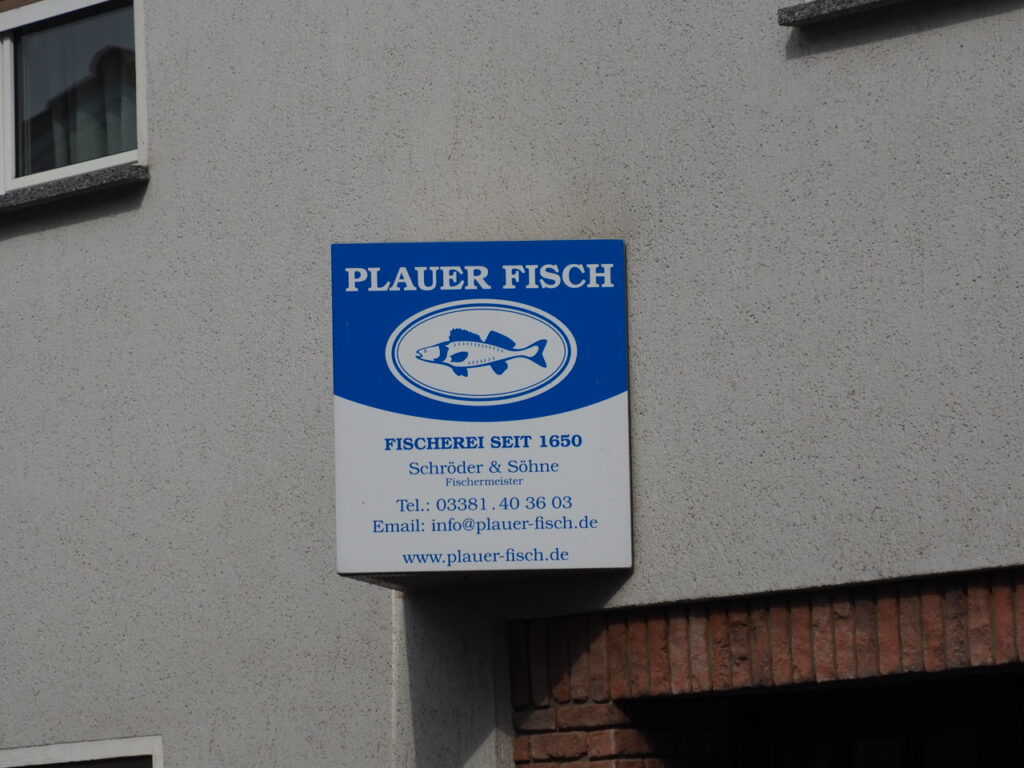 PLAUER FISCH
FISCHEREI SEIT 1650
Schröder & Söhne
Fischermeister
Tel.: 03381 . 40 36 03
Email: info@plauer-fisch.de
www.plauer-fisch.de